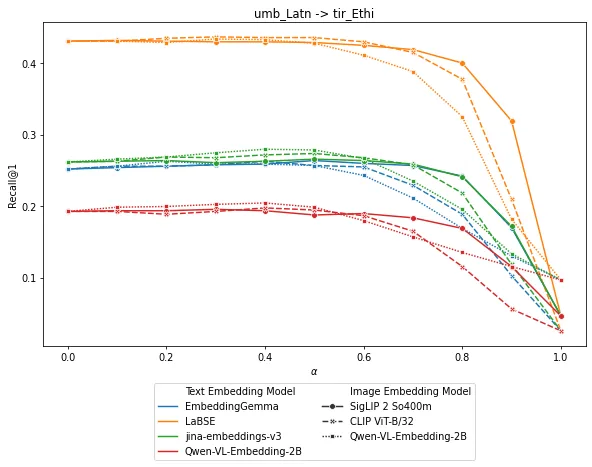 umb_Latn -> tir_Ethi
Recall@1
0.4
0.3
0.2
0.1
0.0
0.2
0.4
0.6
0.8
1.0
α
Text Embedding Model
EmbeddingGemma
LaBSE
jina-embeddings-v3
Qwen-VL-Embedding-2B
Image Embedding Model
SigLIP 2 So400m
CLIP ViT-B/32
Qwen-VL-Embedding-2B